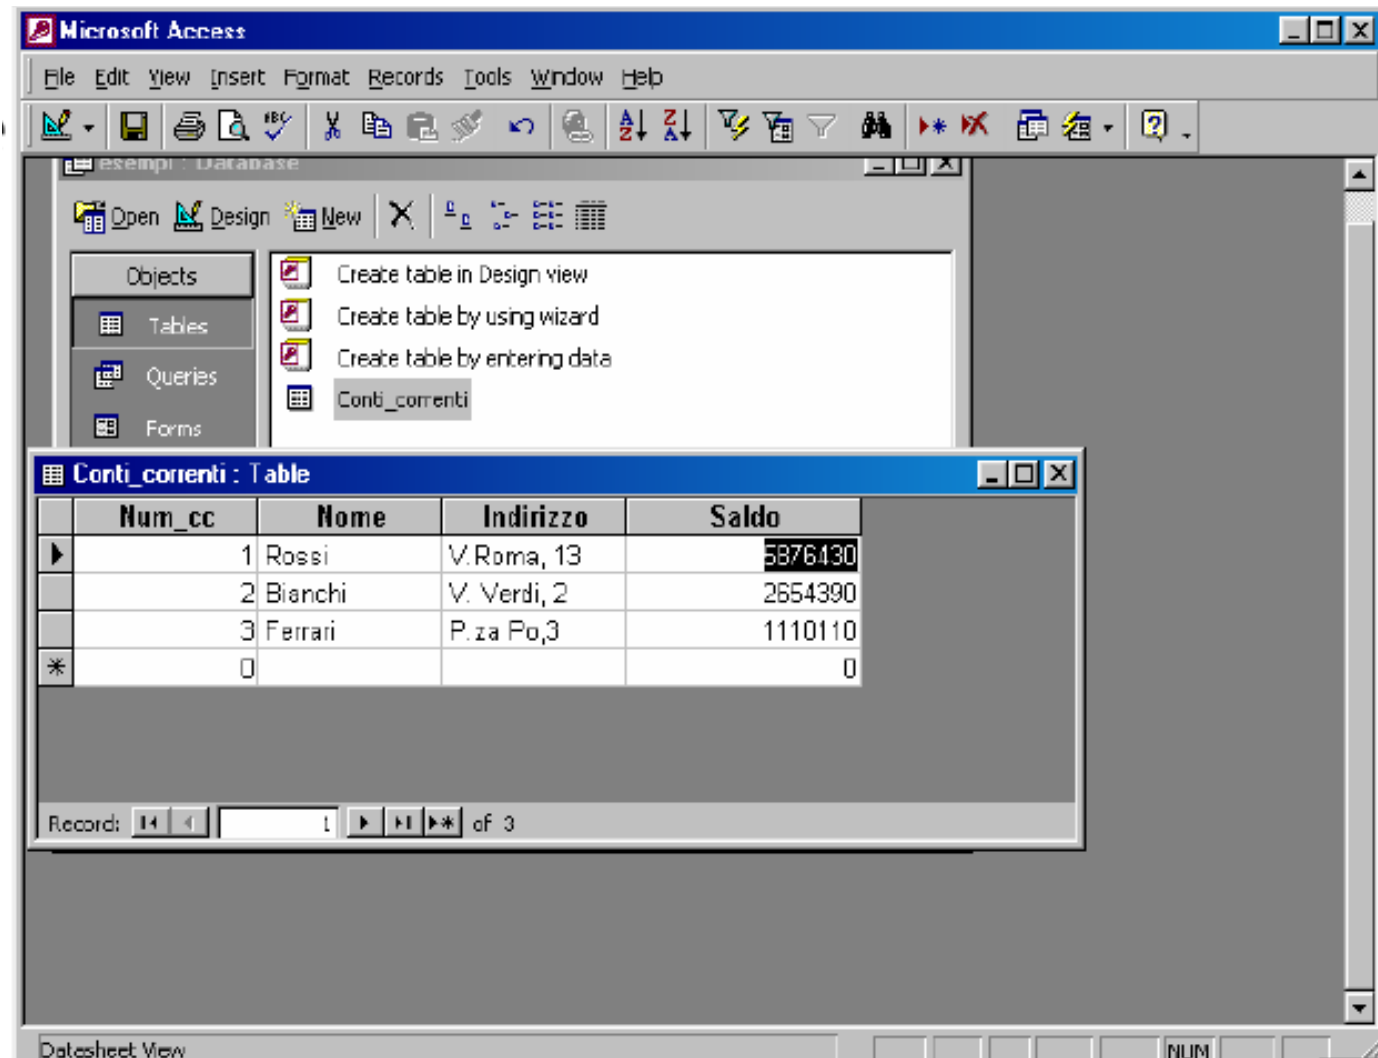 Microsoft Access
File Edit View Insert Format Records Tools Window Help
esempi : Database
Open Design New
Objects
Create table in Design view
Tables
Create table by using wizard
Queries
Create table by entering data
Forms
Conti_correnti
Conti_correnti : Table
Num_cc Nome Indirizzo Saldo
1 Rossi V.Roma, 13 5876430
2 Bianchi V. Verdi, 2 2654390
3 Ferrari P.za Po,3 1110110
0 0
Record: 1 of 3
Datasheet View NUM